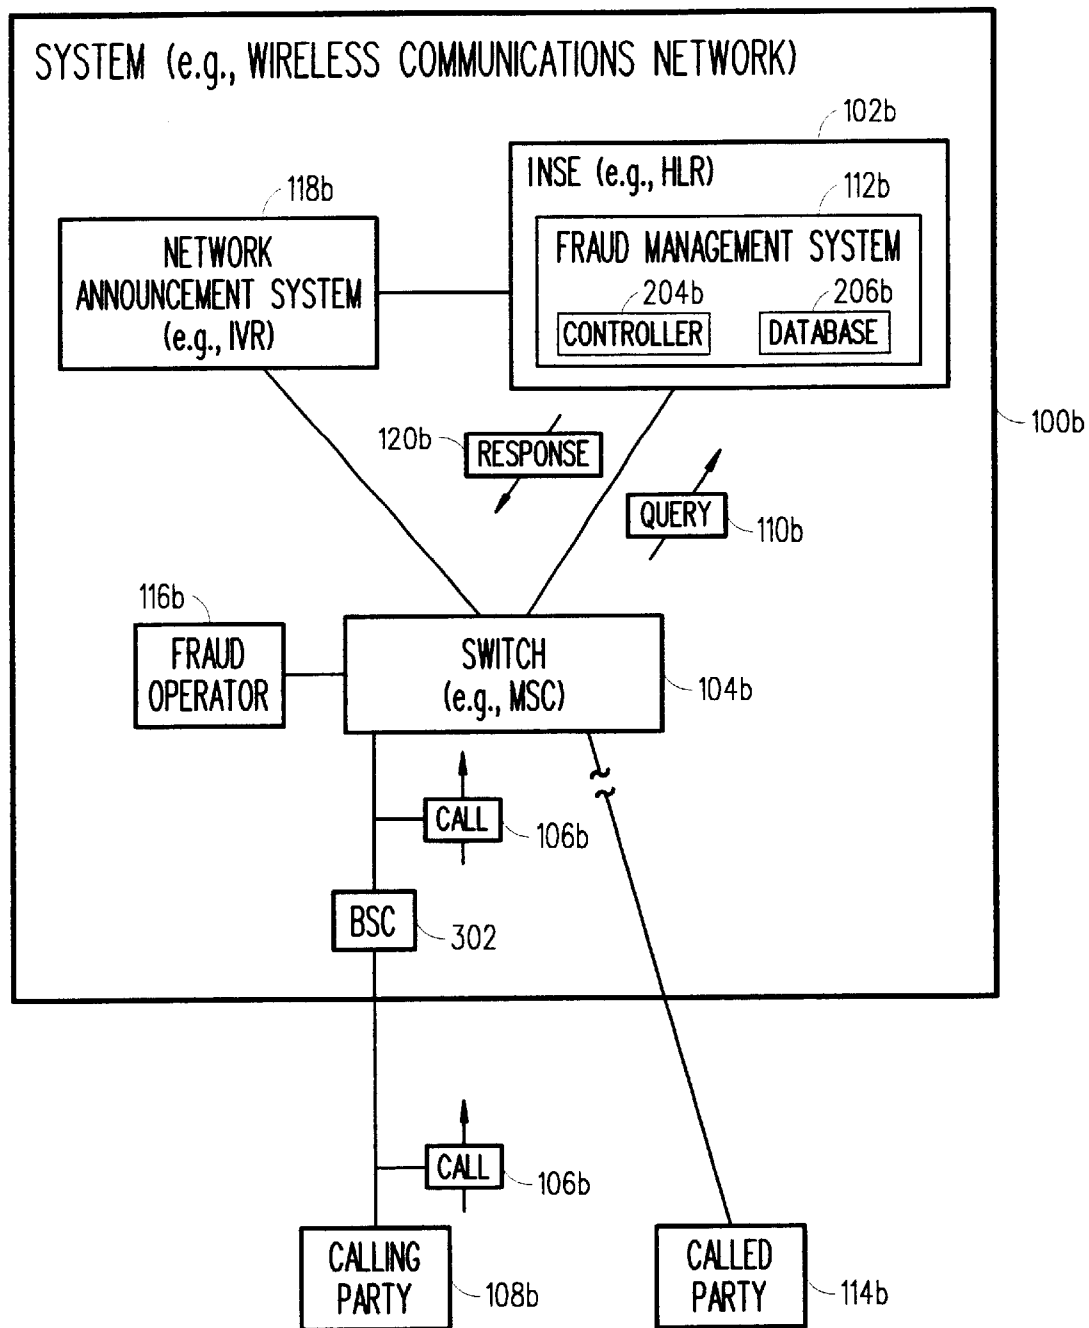 SYSTEM (e.g., WIRELESS COMMUNICATIONS NETWORK)
102b
INSE (e.g., HLR)
118b
112b
NETWORK
ANNOUNCEMENT SYSTEM
(e.g., IVR)
FRAUD MANAGEMENT SYSTEM
204b
206b
CONTROLLER
DATABASE
100b
120b
RESPONSE
QUERY
110b
116b
FRAUD
OPERATOR
SWITCH
(e.g., MSC)
104b
CALL
106b
BSC
302
CALL
106b
CALLING
PARTY
108b
CALLED
PARTY
114b